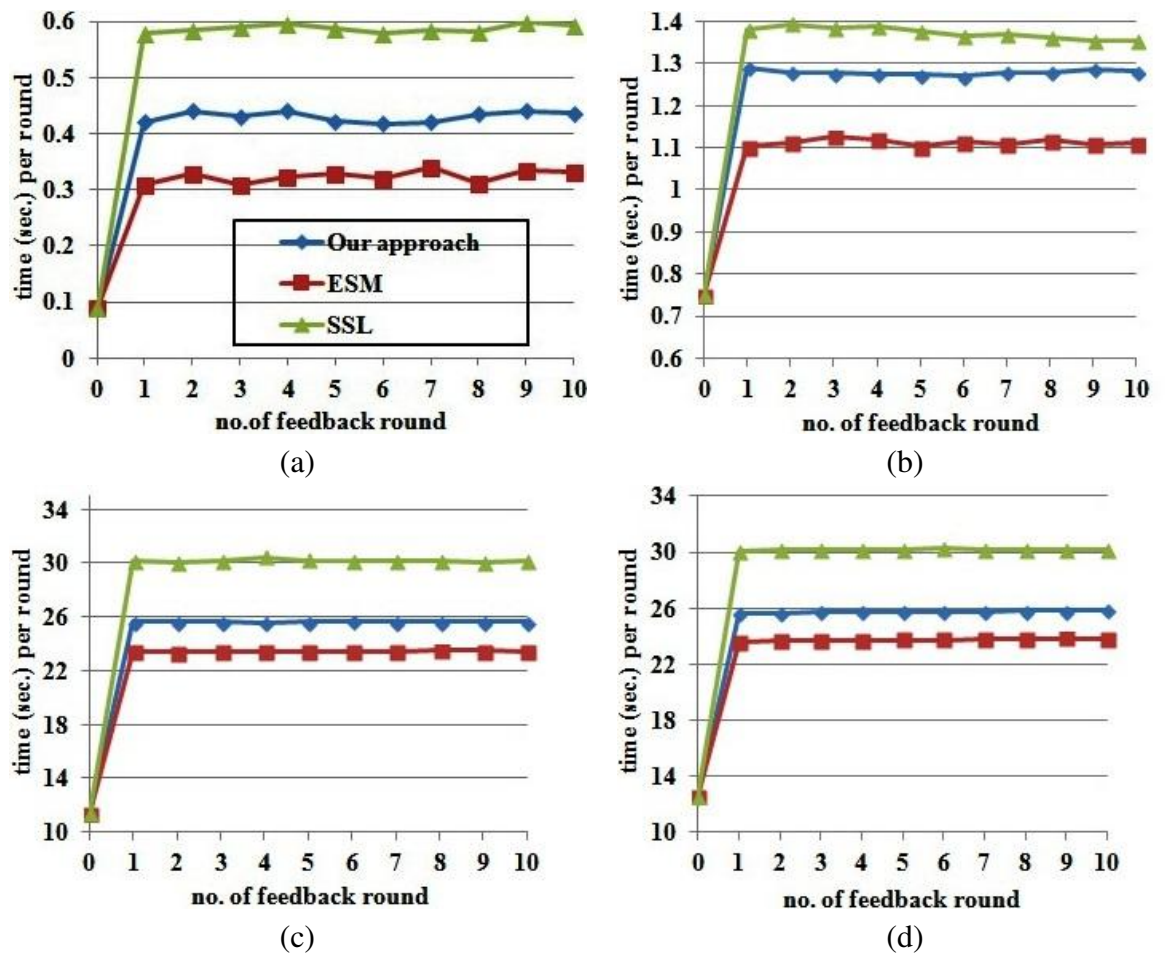 time (sec.) per round
0.6
0.5
0.4
0.3
0.2
0.1
0
Our approach
ESM
SSL
0 1 2 3 4 5 6 7 8 9 10
no.of feedback round
(a)
time (sec.) per round
1.4
1.3
1.2
1.1
1
0.9
0.8
0.7
0.6
0 1 2 3 4 5 6 7 8 9 10
no. of feedback round
(b)
time (sec.) per round
34
30
26
22
18
14
10
0 1 2 3 4 5 6 7 8 9 10
no. of feedback round
(c)
time (sec.) per round
34
30
26
22
18
14
10
0 1 2 3 4 5 6 7 8 9 10
no. of feedback round
(d)